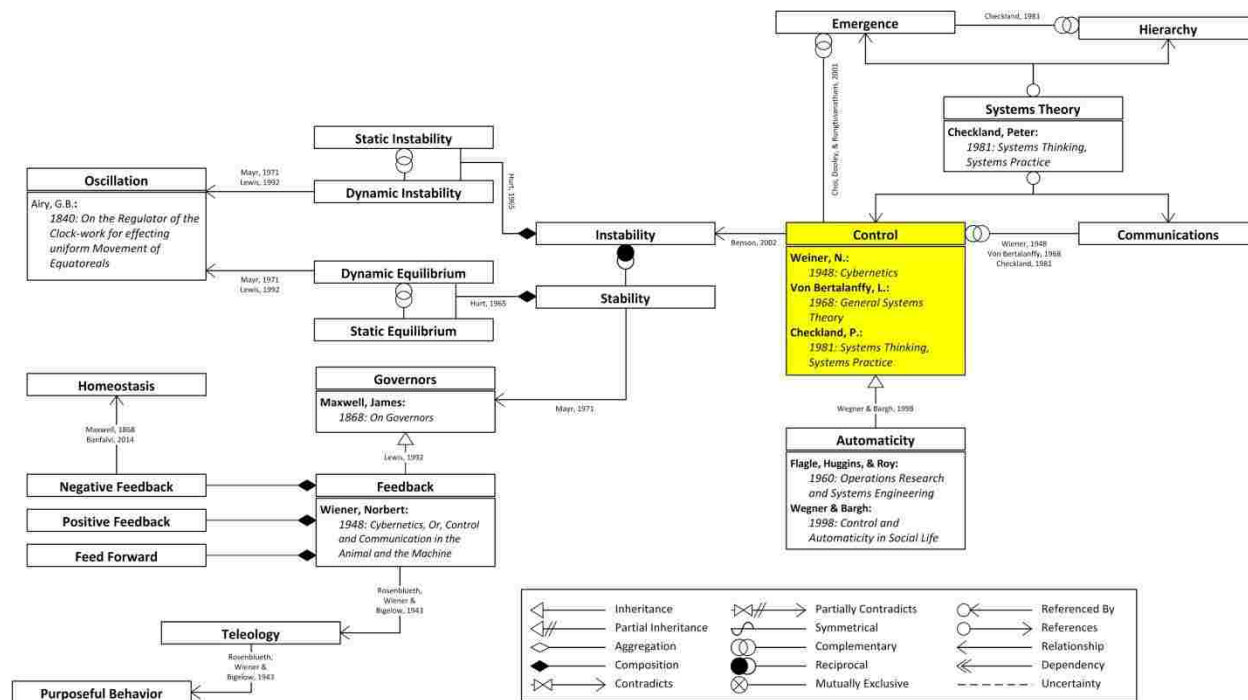 Emergence
Checkland, 1981
Hierarchy
Choi, Dooley, & Rungtusanatham, 2001
Systems Theory
Checkland, Peter:
1981: Systems Thinking,
Systems Practice
Static Instability
Dynamic Instability
Hurt, 1965
Mayr, 1971
Lewis, 1992
Oscillation
Airy, G.B.:
1840: On the Regulator of the
Clock-work for effecting
uniform Movement of
Equatoreals
Mayr, 1971
Lewis, 1992
Dynamic Equilibrium
Static Equilibrium
Hurt, 1965
Instability
Stability
Benson, 2002
Control
Weiner, N.:
1948: Cybernetics
Von Bertalanffy, L.:
1968: General Systems
Theory
Checkland, P.:
1981: Systems Thinking,
Systems Practice
Wiener, 1948
Von Bertalanffy, 1968
Checkland, 1981
Communications
Homeostasis
Maxwell, 1868
Banfalvi, 2014
Governors
Maxwell, James:
1868: On Governors
Mayr, 1971
Lewis, 1992
Wegner & Bargh, 1998
Automaticity
Flagle, Huggins, & Roy:
1960: Operations Research
and Systems Engineering
Wegner & Bargh:
1998: Control and
Automaticity in Social Life
Negative Feedback
Positive Feedback
Feed Forward
Feedback
Wiener, Norbert:
1948: Cybernetics, Or, Control
and Communication in the
Animal and the Machine
Rosenblueth,
Wiener &
Bigelow, 1943
Teleology
Rosenblueth,
Wiener &
Bigelow, 1943
Purposeful Behavior
Inheritance
Partial Inheritance
Aggregation
Composition
Contradicts
Partially Contradicts
Symmetrical
Complementary
Reciprocal
Mutually Exclusive
Referenced By
References
Relationship
Dependency
Uncertainty